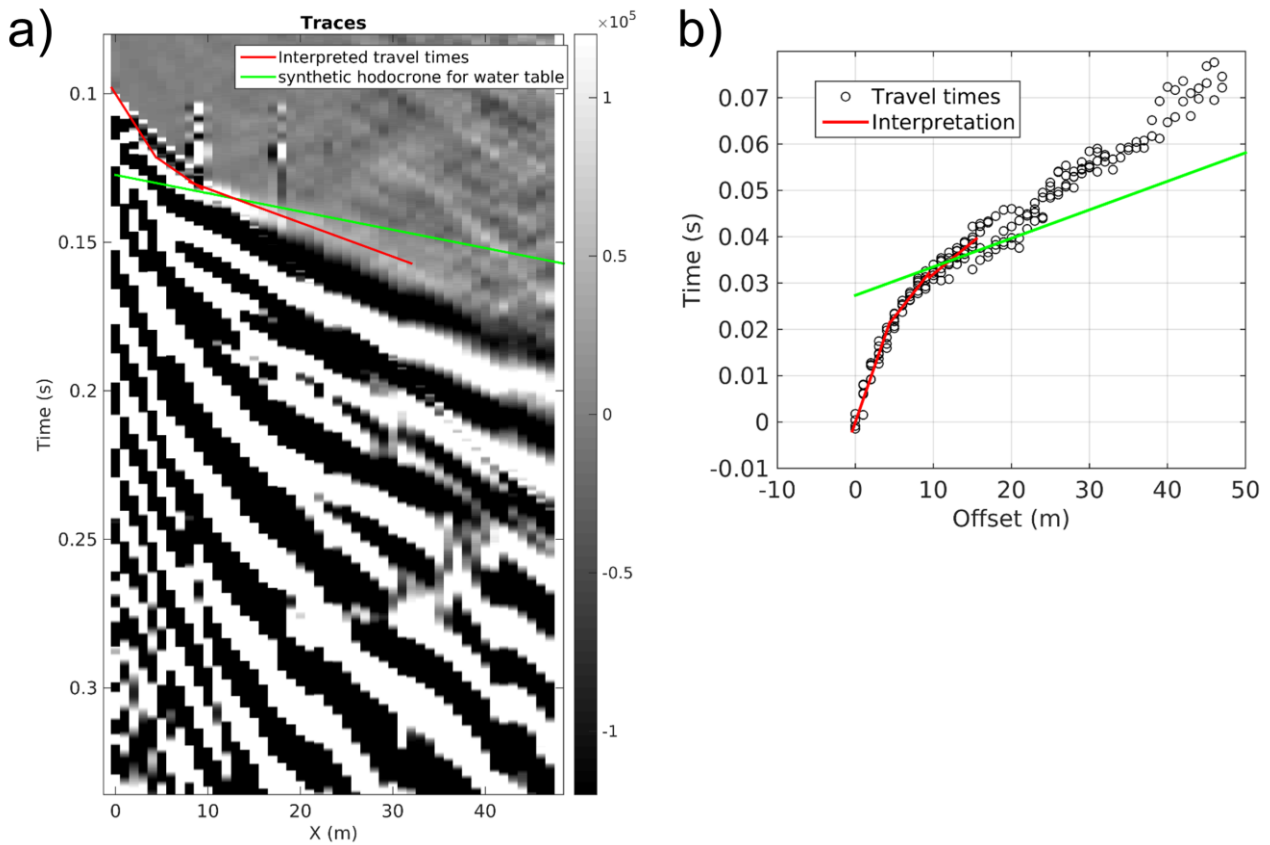 a)
Traces
×10⁵
Interpreted travel times
synthetic hodocrone for water table
0.1
0.15
0.2
0.25
0.3
Time (s)
0 10 20 30 40
X (m)
1
0.5
0
-0.5
-1
b)
Travel times
Interpretation
0.07
0.06
0.05
0.04
0.03
0.02
0.01
0
-0.01
Time (s)
-10 0 10 20 30 40 50
Offset (m)